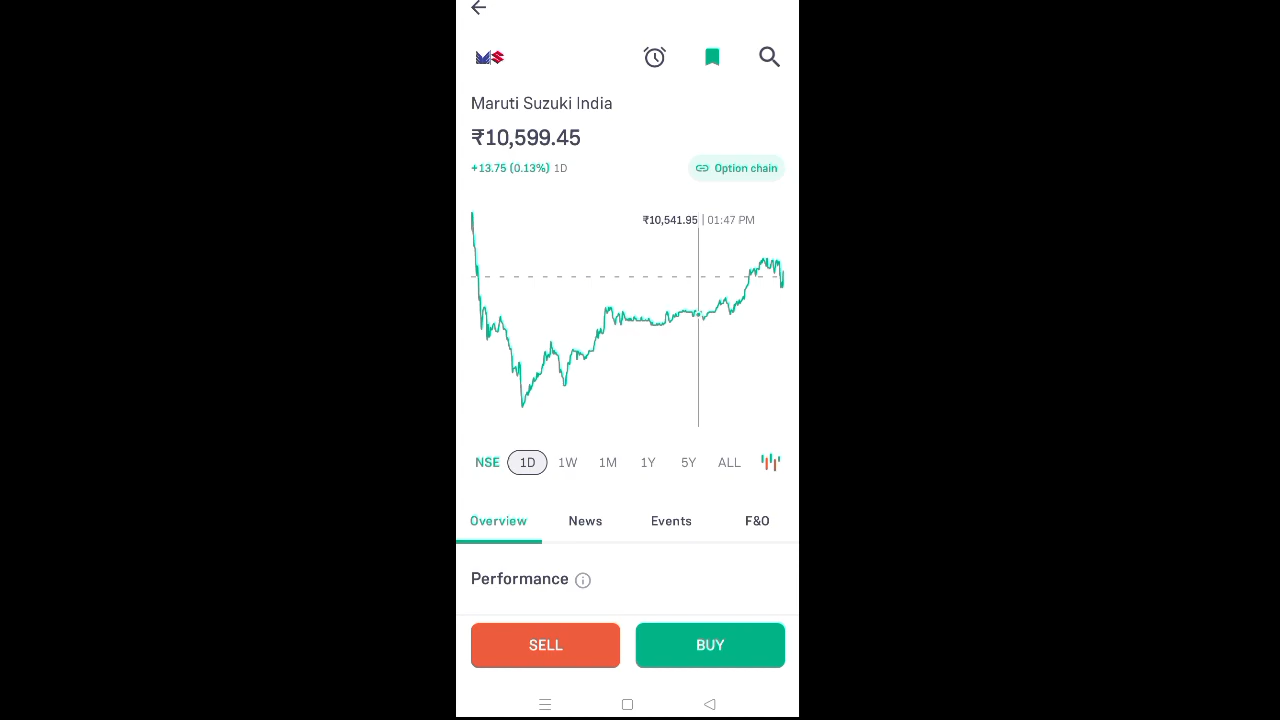 Maruti Suzuki India
₹10,599.45
+13.75 (0.13%) 1D
Option chain
₹10,541.95 | 01:47 PM
NSE 1D 1W 1M 1Y 5Y ALL
Overview News Events F&O
Performance
SELL BUY